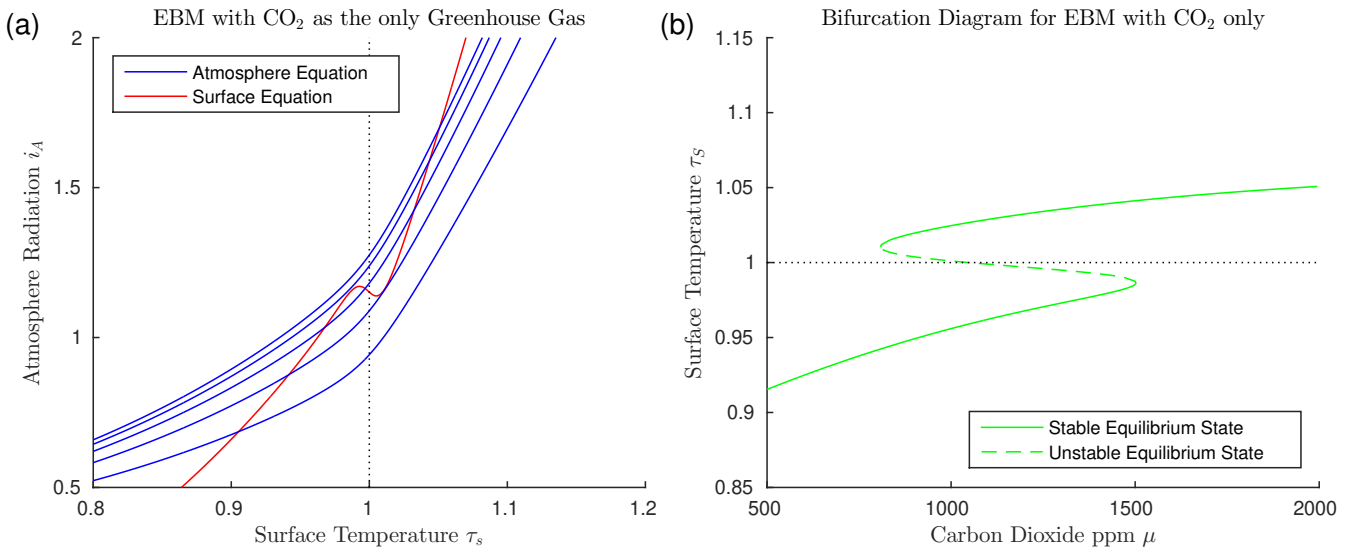 (a)
EBM with CO₂ as the only Greenhouse Gas
Atmosphere Equation
Surface Equation
Atmosphere Radiation i_A
2
1.5
1
0.5
0.8
0.9
1
1.1
1.2
Surface Temperature τ_s
(b)
Bifurcation Diagram for EBM with CO₂ only
Surface Temperature τ_S
1.15
1.1
1.05
1
0.95
0.9
0.85
Stable Equilibrium State
Unstable Equilibrium State
500
1000
1500
2000
Carbon Dioxide ppm μ